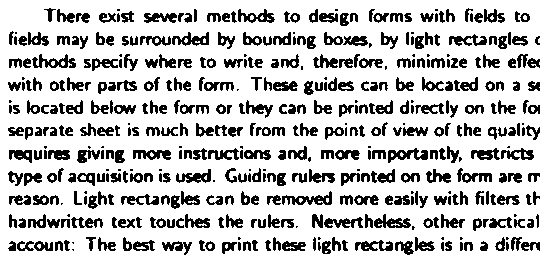 There exist several methods to design forms with fields to
fields may be surrounded by bounding boxes, by light rectangles
methods specify where to write and, therefore, minimize the
with other parts of the form. These guides can be located on a
is located below the form or they can be printed directly on the
separate sheet is much better from the point of view of the quality
requires giving more instructions and, more importantly, restricts
type of acquisition is used. Guiding rulers printed on the form are
reason. Light rectangles can be removed more easily with filters
handwritten text touches the rulers. Nevertheless, other practical
account: The best way to print these light rectangles is in a